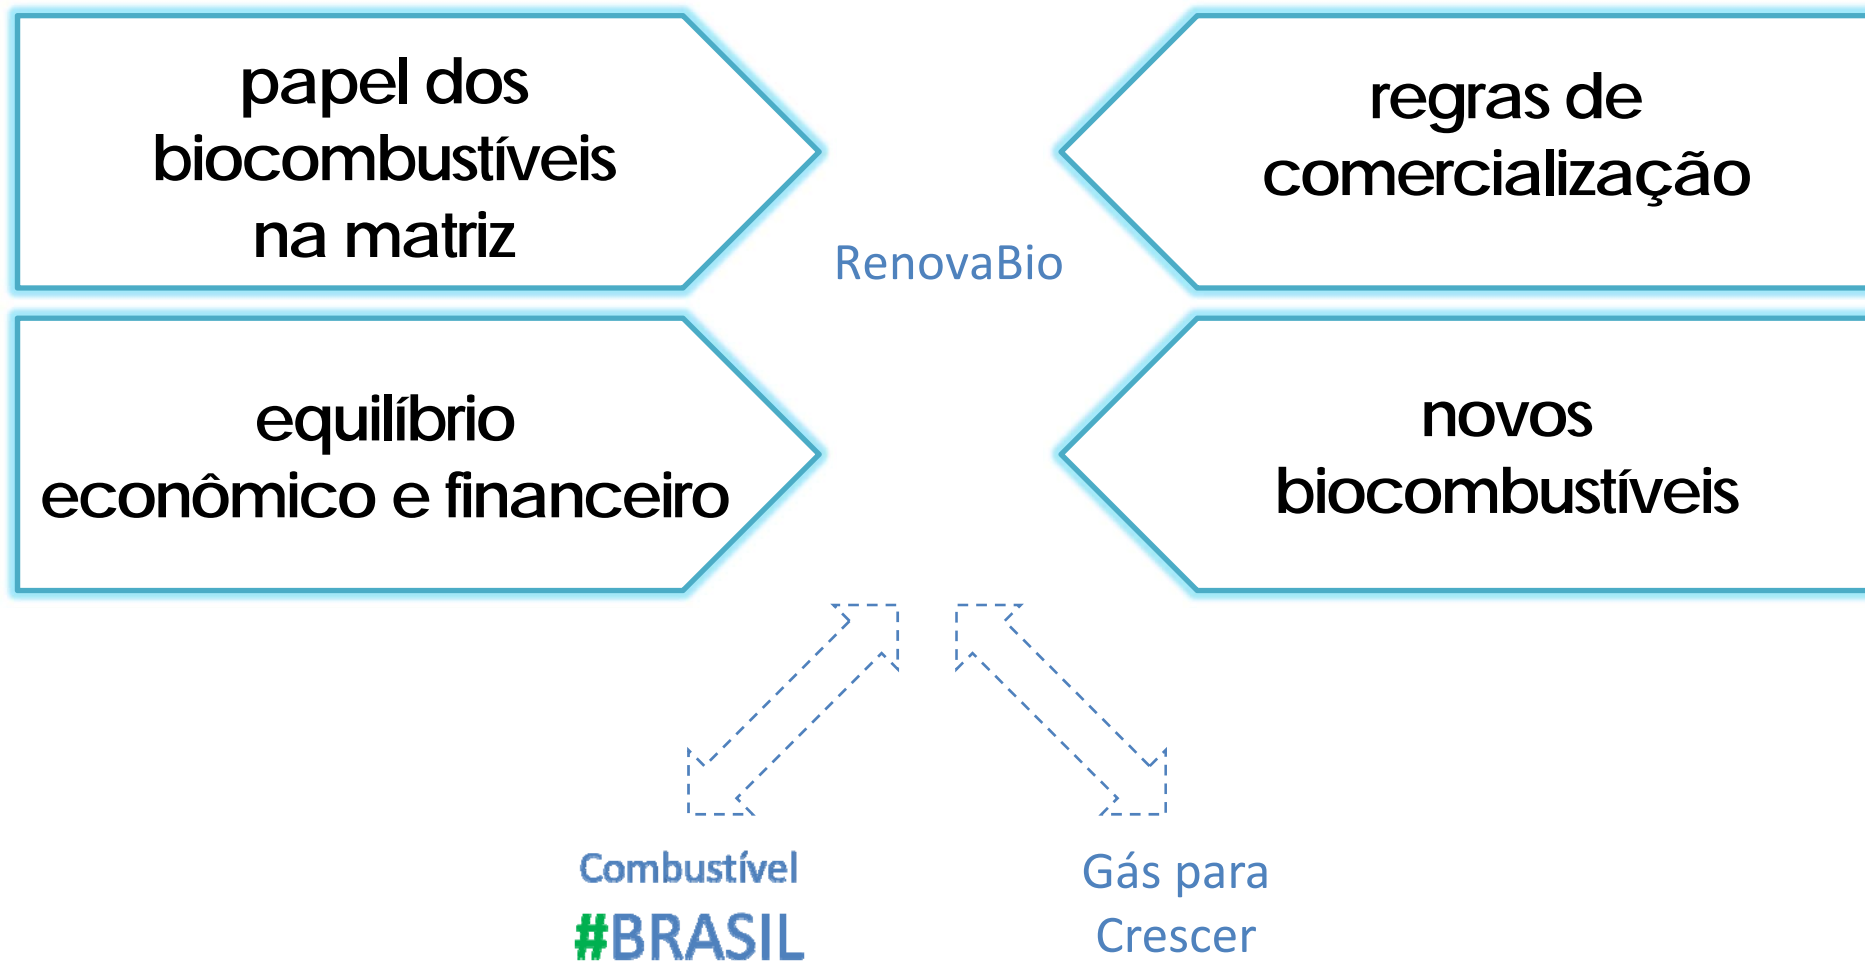 papel dos
biocombustíveis
na matriz
regras de
comercialização
RenovaBio
equilíbrio
econômico e financeiro
novos
biocombustíveis
Combustível
#BRASIL
Gás para
Crescer